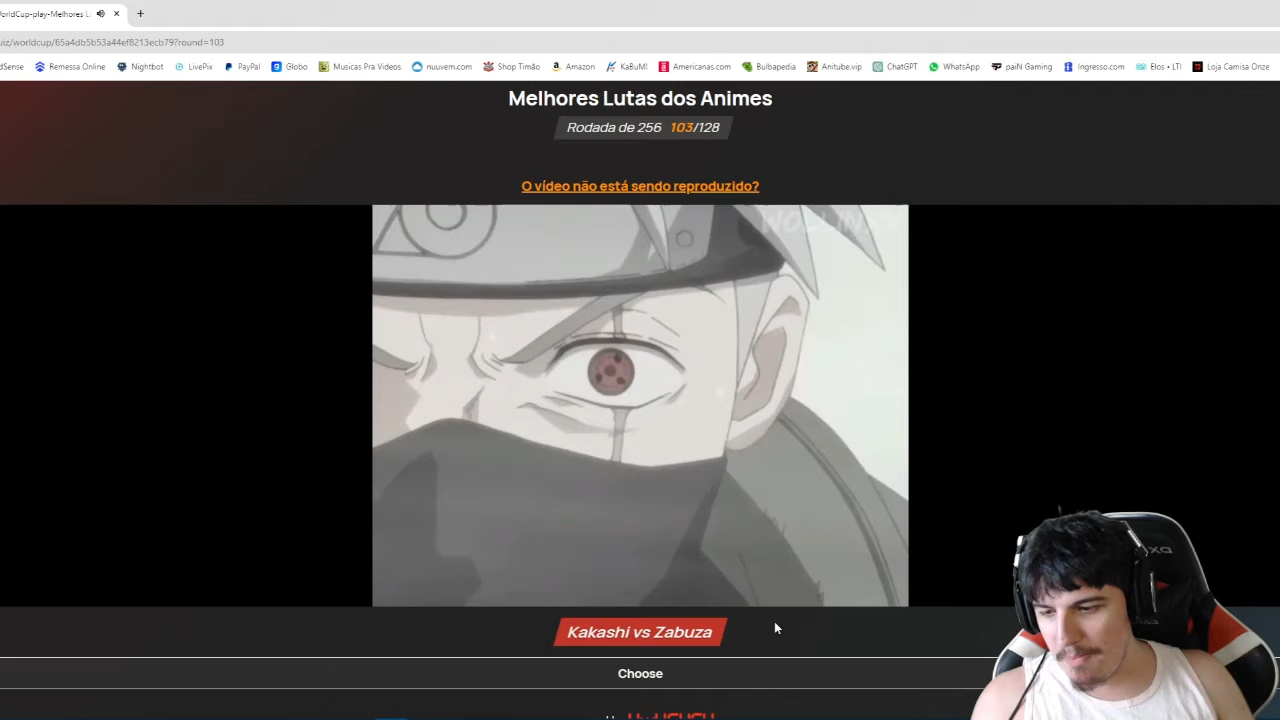 WorldCup-play-Melhores L
uiz/worldcup/65a4db5b53a44ef8213ecb79?round=103
dSense Remessa Online Nightbot LivePix PayPal Globo Musicas Pra Videos nuuvem.com Shop Timão Amazon KaBuM! Americanas.com Bulbapedia Anitube.vip ChatGPT WhatsApp paiN Gaming Ingresso.com Elos • LTI Loja Camisa Onze
Melhores Lutas dos Animes
Rodada de 256 103/128
O vídeo não está sendo reproduzido?
Kakashi vs Zabuza
Choose